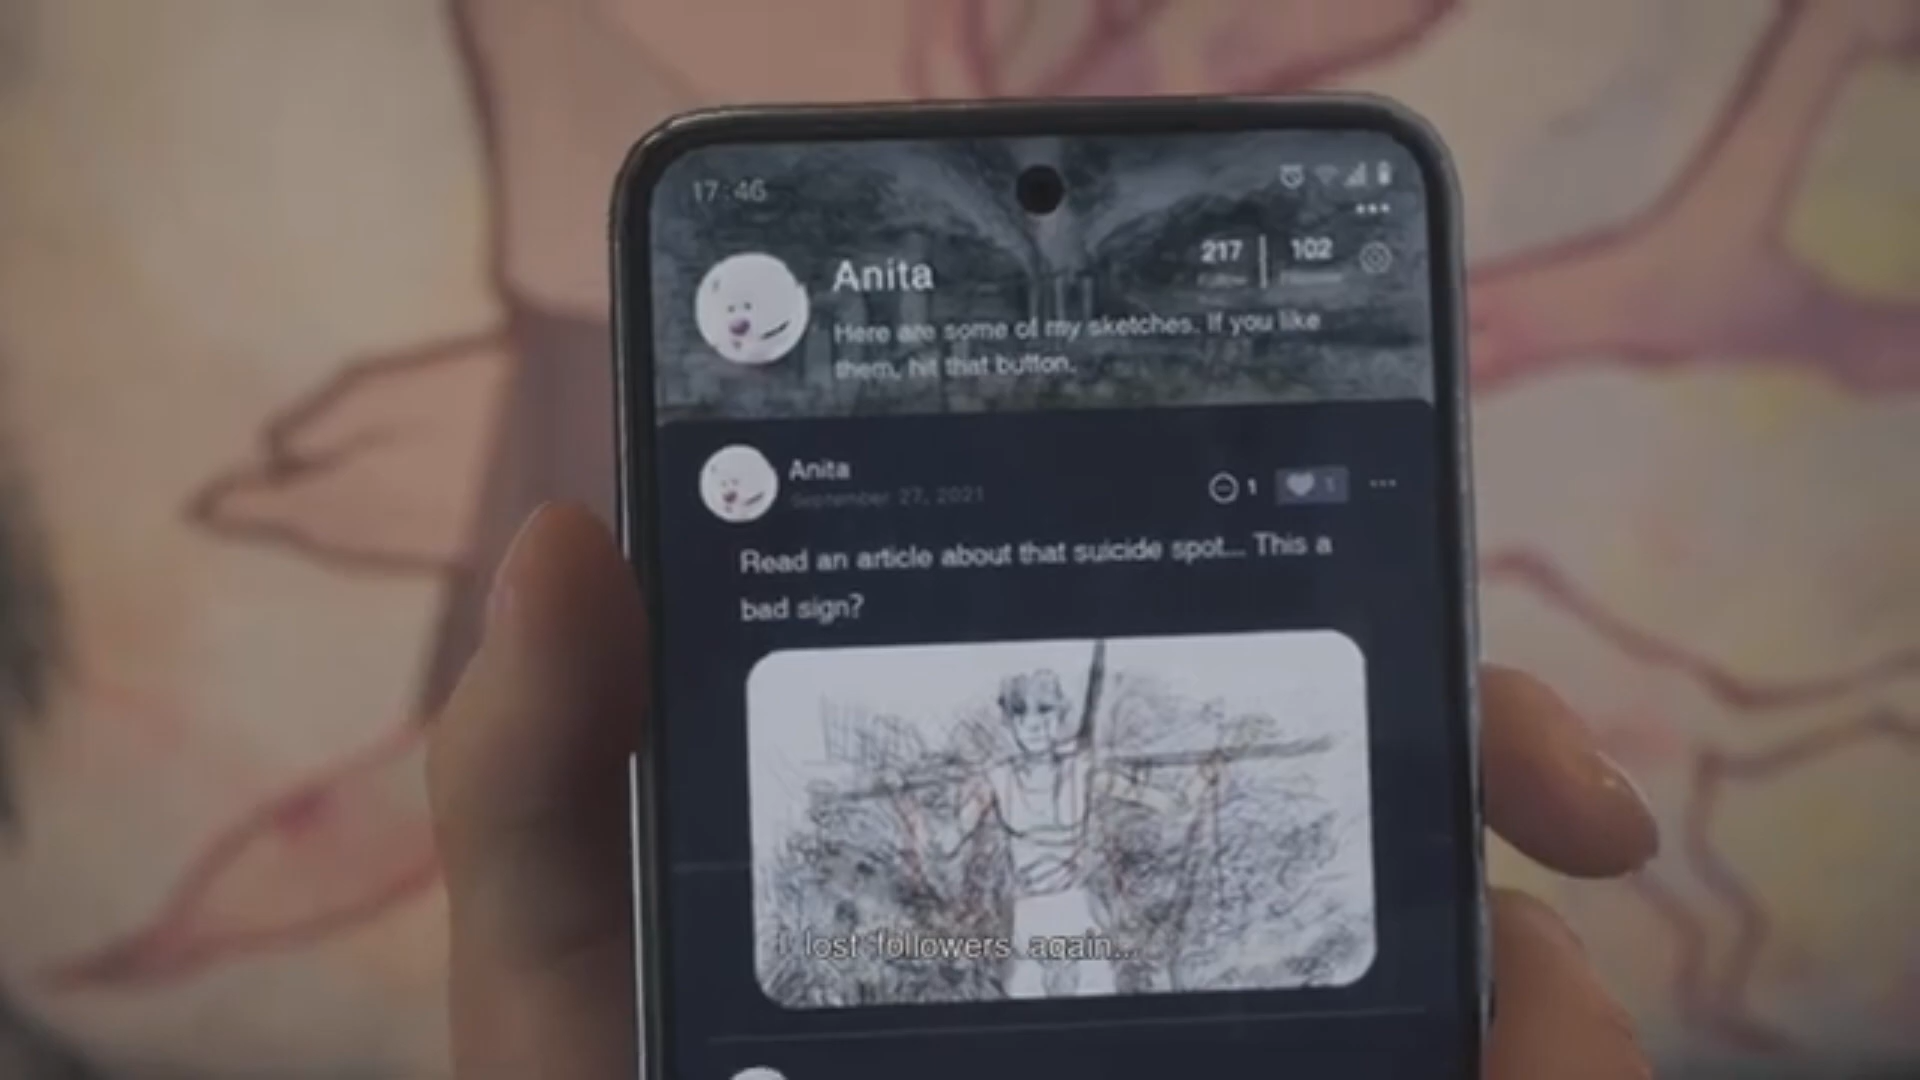 17:46
217
102
Anita
Here are some of my sketches. If you like
them, hit that button.
Anita
1
1
September 27, 2021
Read an article about that suicide spot... This a
bad sign?
I lost followers again...